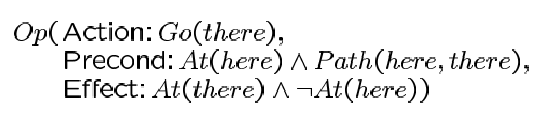 Op( Action: Go(there),
Precond: At(here) ∧ Path(here, there),
Effect: At(there) ∧ ¬At(here))